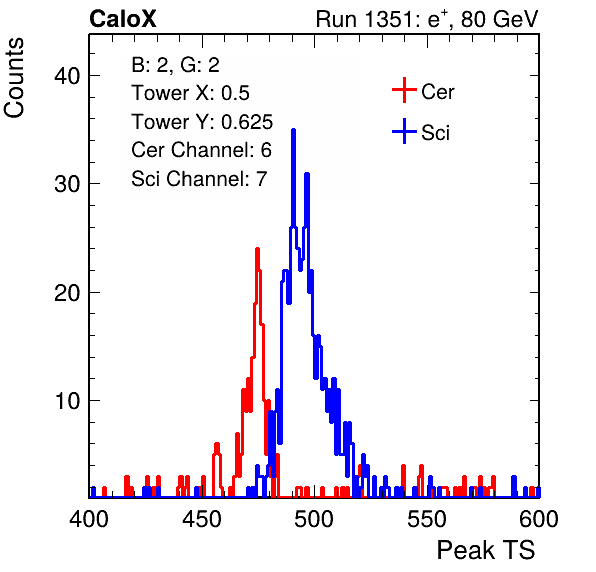 CaloX Run 1351: e+, 80 GeV
Counts
B: 2, G: 2
Tower X: 0.5
Tower Y: 0.625
Cer Channel: 6
Sci Channel: 7
Cer
Sci
40
30
20
10
400 450 500 550 600
Peak TS